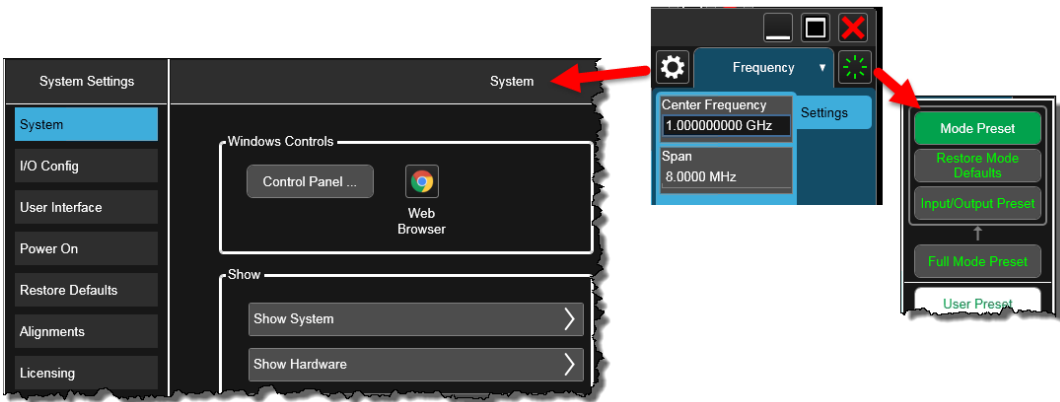 System Settings
System
I/O Config
User Interface
Power On
Restore Defaults
Alignments
Licensing
System
Windows Controls
Control Panel ...
Web
Browser
Show
Show System
Show Hardware
Frequency
Center Frequency
1.000000000 GHz
Span
8.0000 MHz
Settings
Mode Preset
Restore Mode
Defaults
Input/Output Preset
Full Mode Preset
User Preset